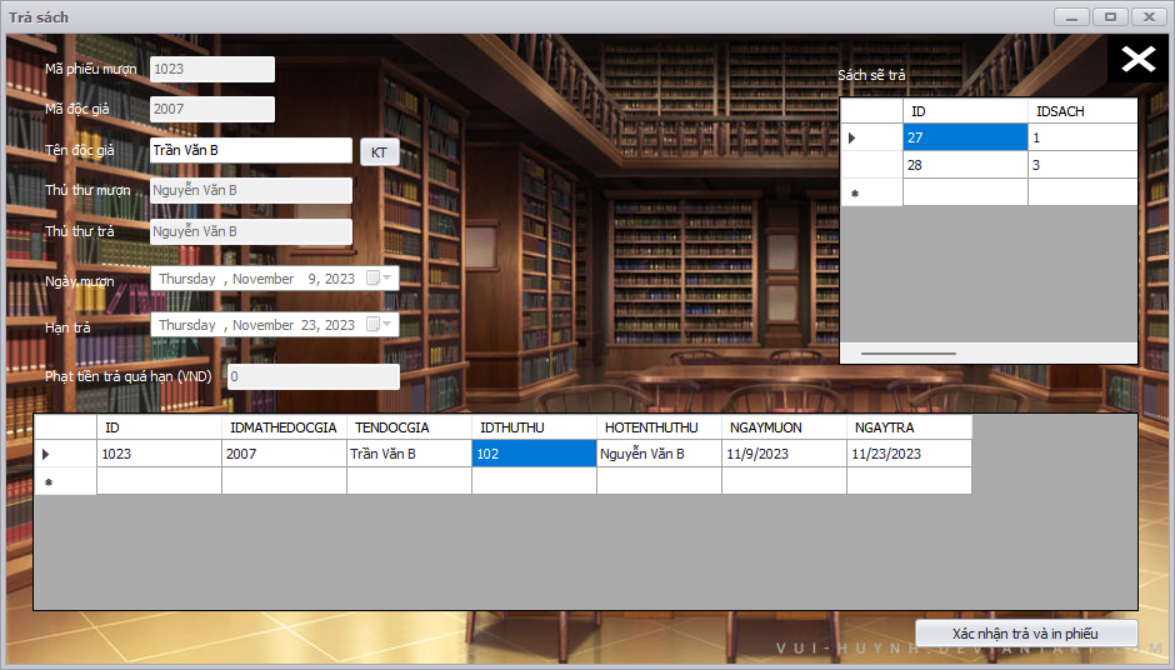 Trả sách
Mã phiếu mượn 1023
Sách sẽ trả
Mã độc giả 2007
ID IDSACH
27 1
28 3
Tên độc giả Trần Văn B KT
Thủ thư mượn Nguyễn Văn B
Thủ thư trả Nguyễn Văn B
Ngày mượn Thursday , November 9, 2023
Hạn trả Thursday , November 23, 2023
Phạt tiền trả quá hạn (VND) 0
ID IDMATHEDOCGIA TENDOCGIA IDTHUTHU HOTENTHUTHU NGAYMUON NGAYTRA
1023 2007 Trần Văn B 102 Nguyễn Văn B 11/9/2023 11/23/2023
Xác nhận trả và in phiếu
VUI-HUYNH.DEVIANTART.COM